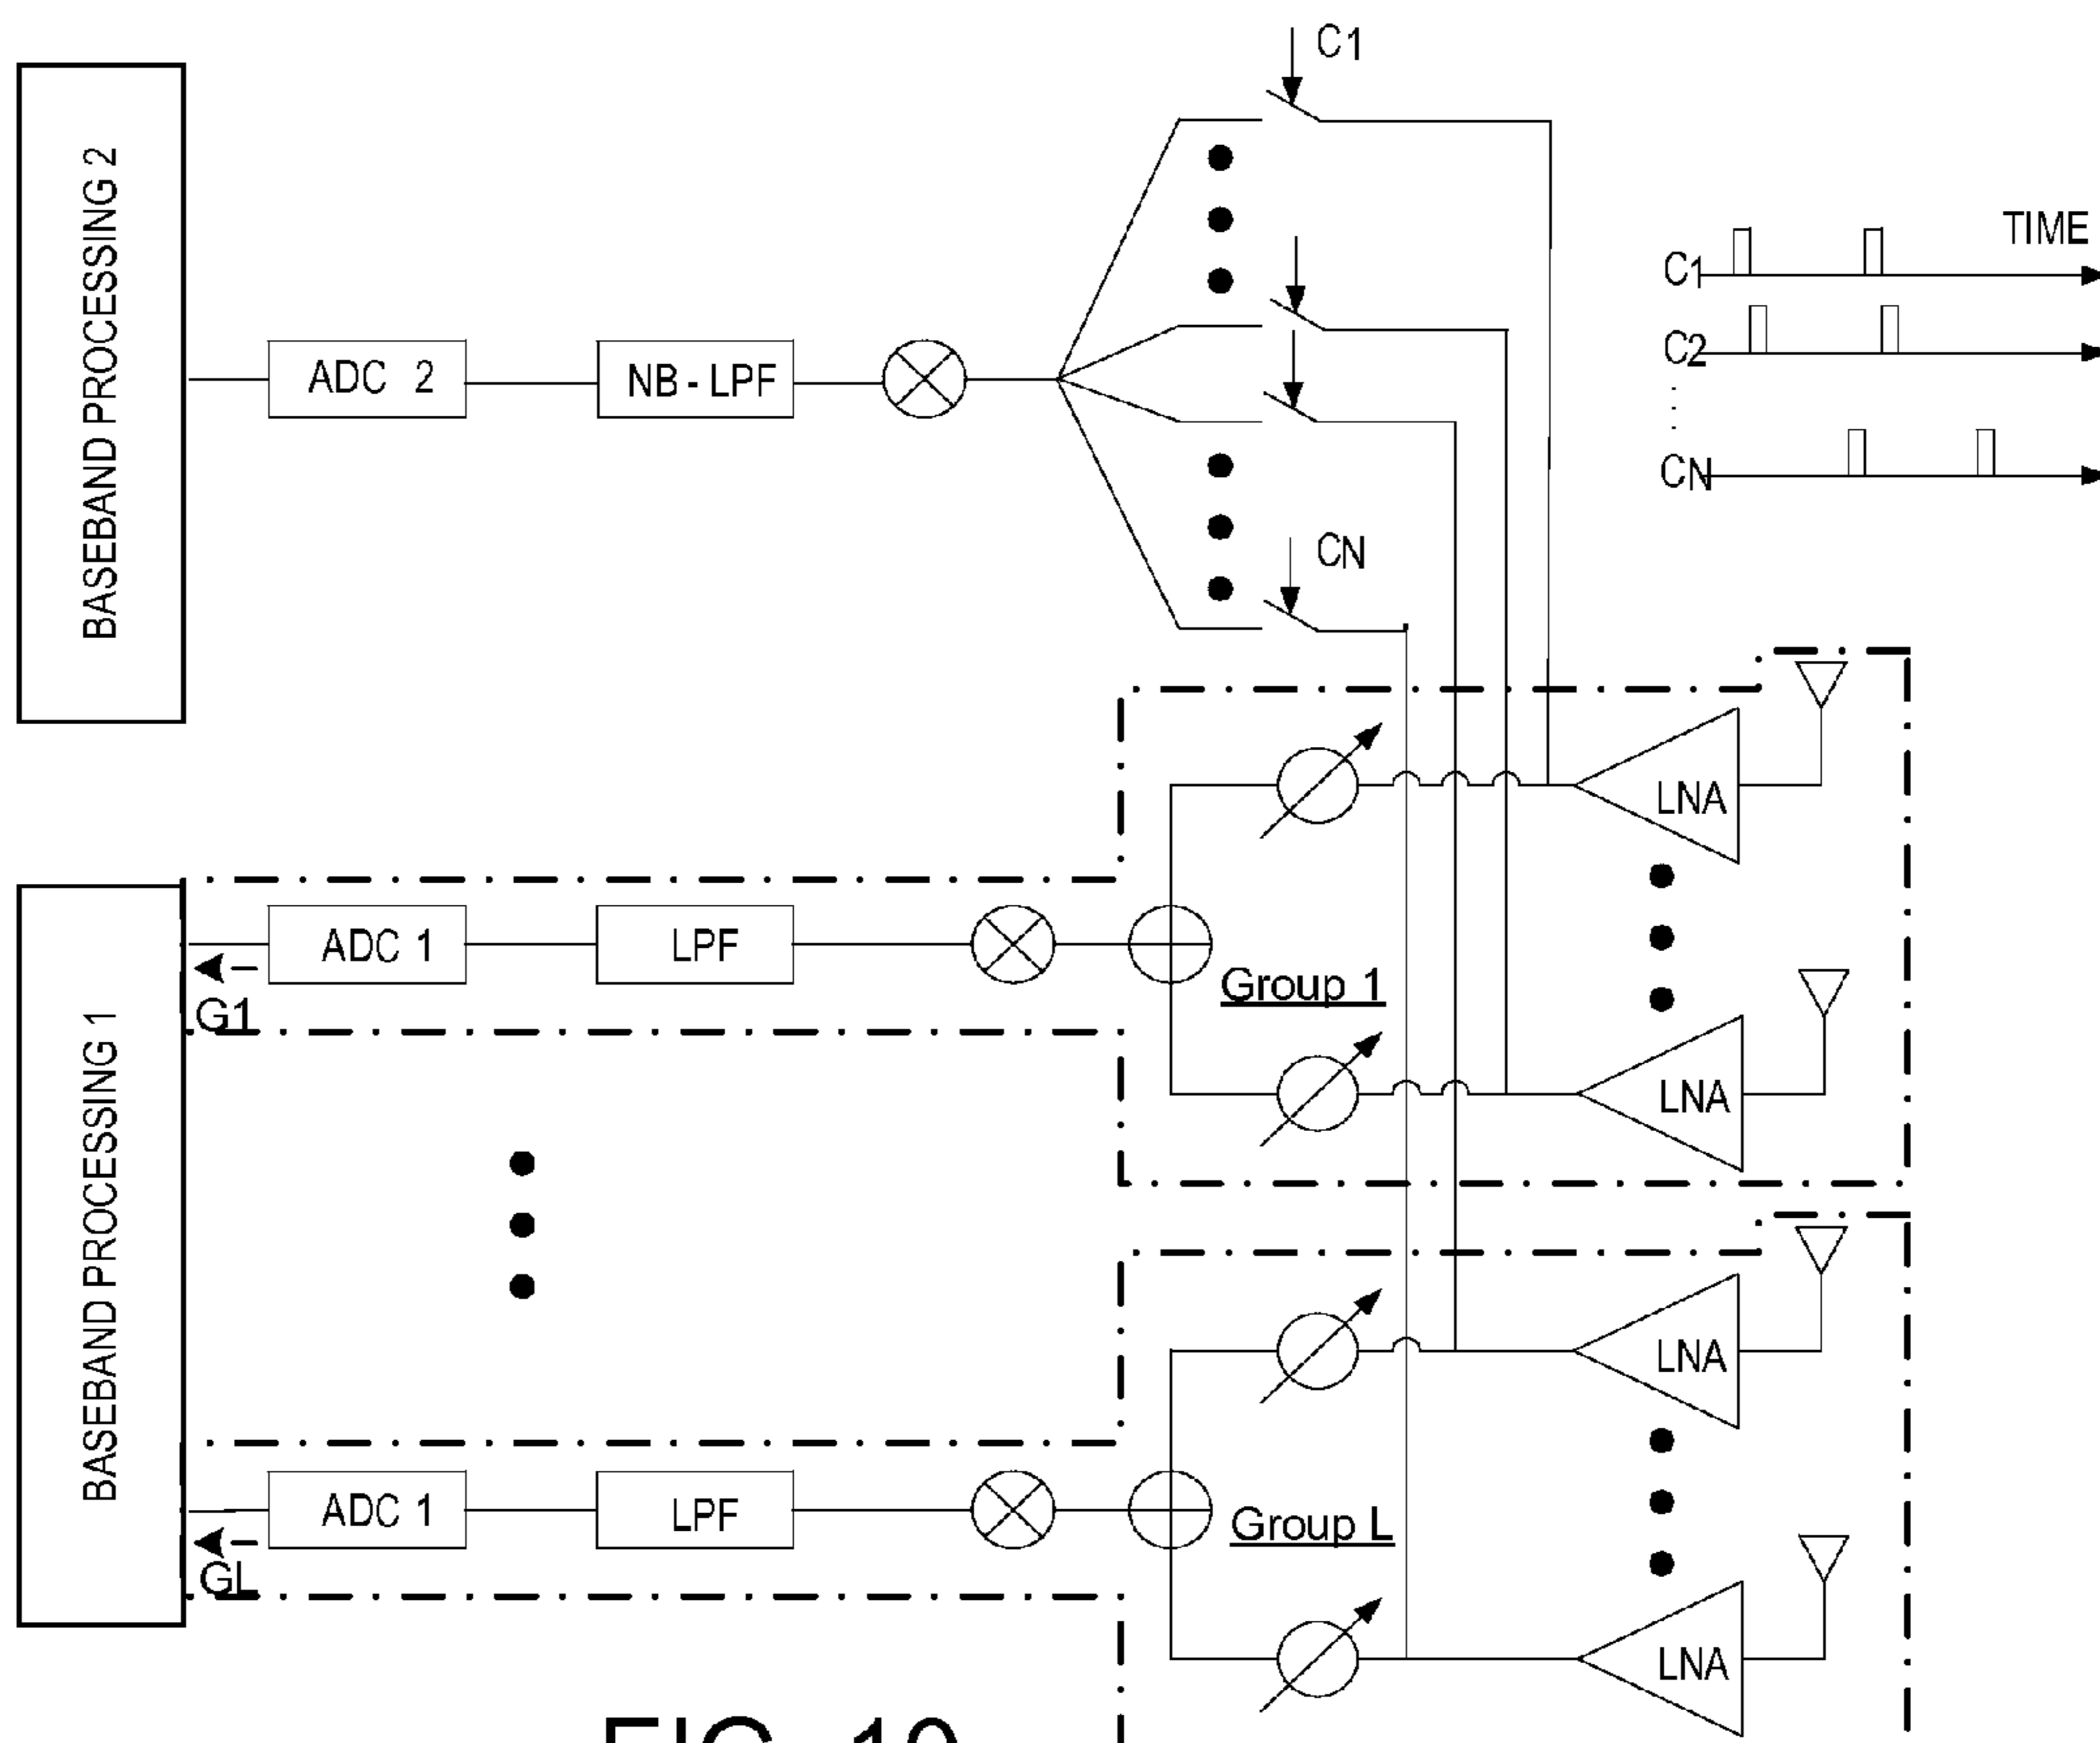 BASEBAND PROCESSING 2
ADC 2
NB - LPF
C1
CN
TIME
C1
C2
CN
LNA
BASEBAND PROCESSING 1
ADC 1
LPF
G1
Group 1
LNA
LNA
ADC 1
LPF
GL
Group L
LNA